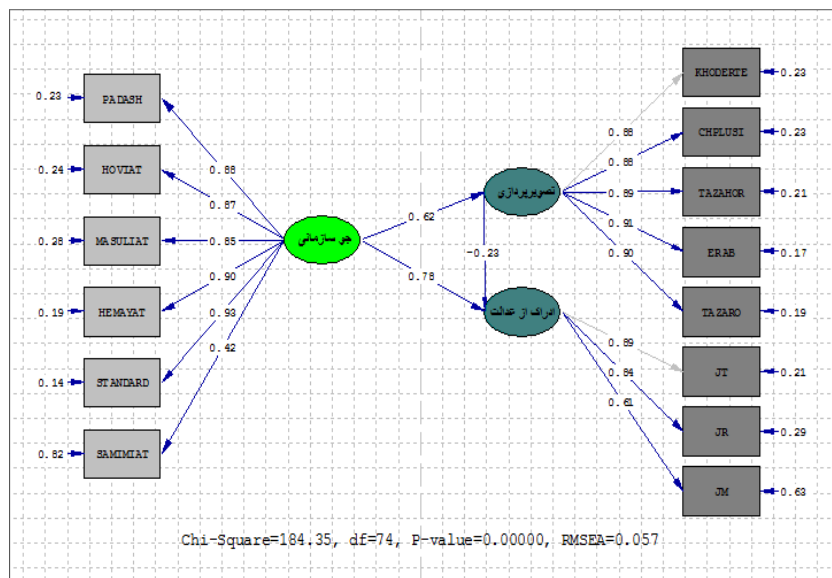 0.23
PADASH
0.24
HOVIAT
0.28
MASULIAT
0.19
HEMAYAT
0.14
STANDARD
0.82
SAMIMIAT
0.88
0.87
0.85
0.90
0.93
0.42
جو سازمانی
0.62
0.78
تصویرپردازی
-0.23
ادراک از عدالت
0.88
0.88
0.89
0.91
0.90
0.89
0.84
0.61
KHODERTE
0.23
CHPLUSI
0.23
TAZAHOR
0.21
ERAB
0.17
TAZARO
0.19
JT
0.21
JR
0.29
JM
0.63
Chi-Square=184.35, df=74, P-value=0.00000, RMSEA=0.057